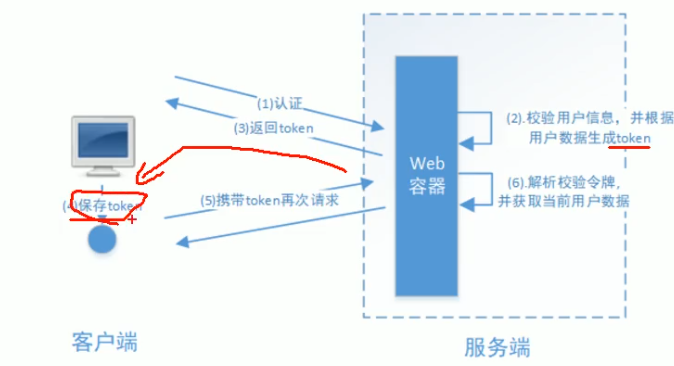 (1)认证
(3)返回token
(2).校验用户信息，并根据
用户数据生成token
Web
容器
(4)保存token
(5)携带token再次请求
(6).解析校验令牌，
并获取当前用户数据
客户端
服务端